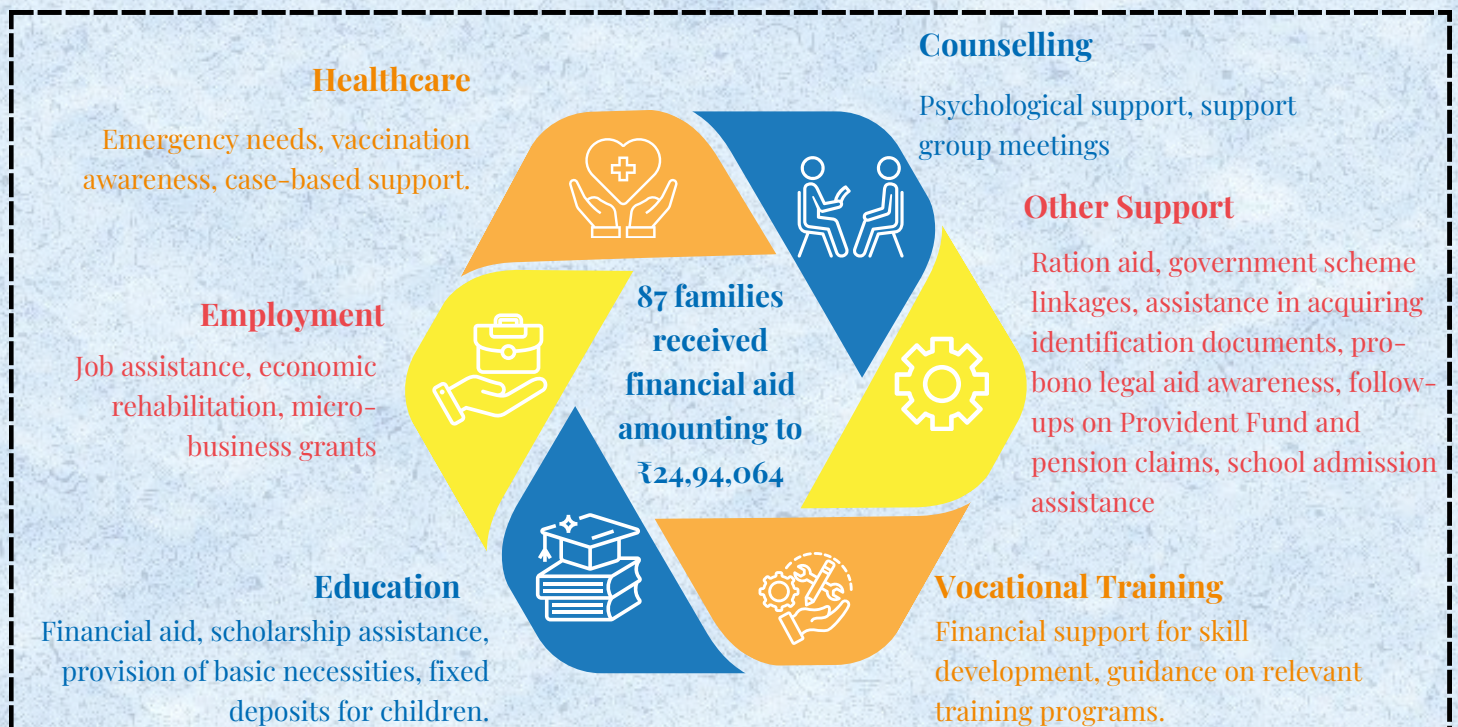 Healthcare
Emergency needs, vaccination
awareness, case-based support.
Counselling
Psychological support, support
group meetings
Other Support
Ration aid, government scheme
linkages, assistance in acquiring
identification documents, pro-
bono legal aid awareness, follow-
ups on Provident Fund and
pension claims, school admission
assistance
Employment
Job assistance, economic
rehabilitation, micro-
business grants
87 families
received
financial aid
amounting to
₹24,94,064
Education
Financial aid, scholarship assistance,
provision of basic necessities, fixed
deposits for children.
Vocational Training
Financial support for skill
development, guidance on relevant
training programs.